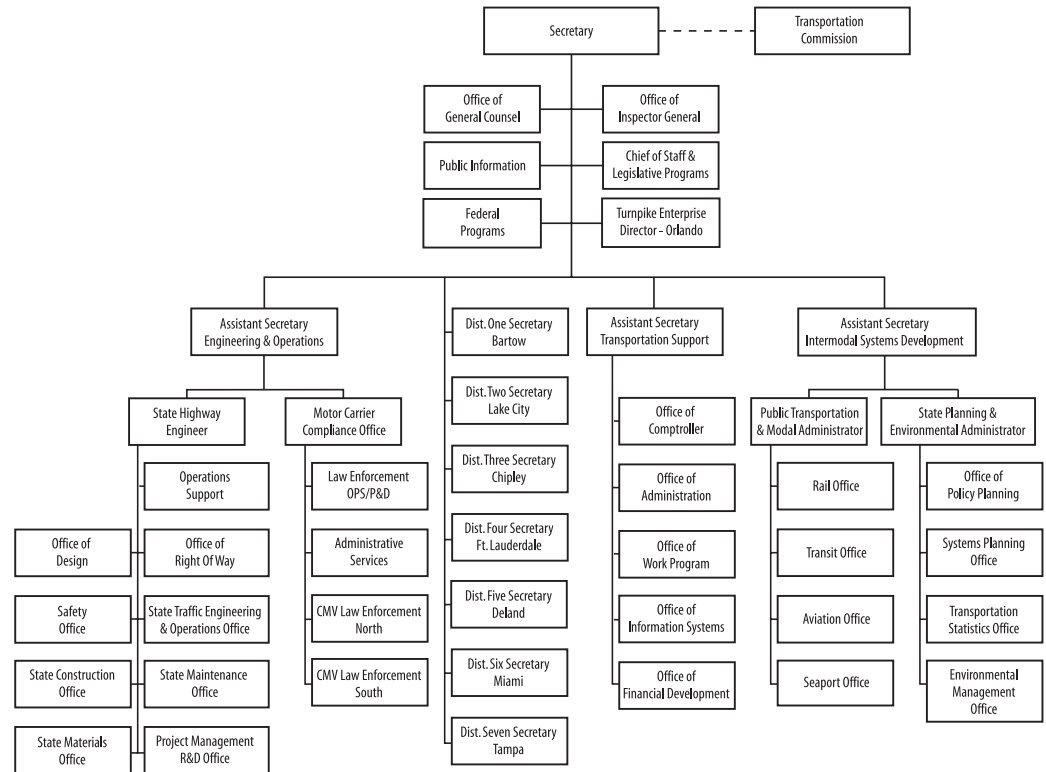 Secretary
Transportation
Commission
Office of
General Counsel
Office of
Inspector General
Public Information
Chief of Staff &
Legislative Programs
Federal
Programs
Turnpike Enterprise
Director – Orlando
Assistant Secretary
Engineering & Operations
State Highway
Engineer
Operations
Support
Office of
Design
Office of
Right Of Way
Safety
Office
State Traffic Engineering
& Operations Office
State Construction
Office
State Maintenance
Office
State Materials
Office
Project Management
R&D Office
Motor Carrier
Compliance Office
Law Enforcement
OPS/P&D
Administrative
Services
CMV Law Enforcement
North
CMV Law Enforcement
South
Dist. One Secretary
Bartow
Dist. Two Secretary
Lake City
Dist. Three Secretary
Chipley
Dist. Four Secretary
Ft. Lauderdale
Dist. Five Secretary
Deland
Dist. Six Secretary
Miami
Dist. Seven Secretary
Tampa
Assistant Secretary
Transportation Support
Office of
Comptroller
Office of
Administration
Office of
Work Program
Office of
Information Systems
Office of
Financial Development
Assistant Secretary
Intermodal Systems Development
Public Transportation
& Modal Administrator
Rail Office
Transit Office
Aviation Office
Seaport Office
State Planning &
Environmental Administrator
Office of
Policy Planning
Systems Planning
Office
Transportation
Statistics Office
Environmental
Management
Office